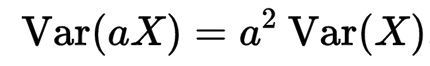 Var(aX) = a² Var(X)